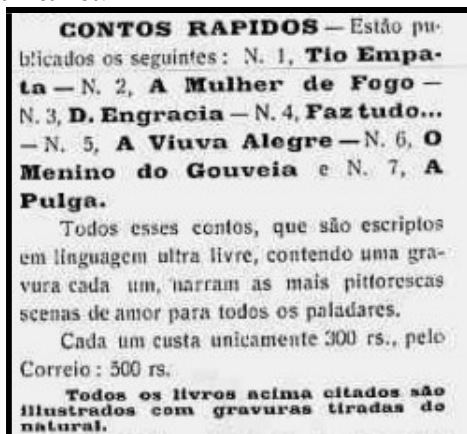 CONTOS RAPIDOS — Estão pu-
blicados os seguintes : N. 1, Tio Empa-
ta — N. 2, A Mulher de Fogo —
N. 3, D. Engracia — N. 4, Faz tudo...
— N. 5, A Viuva Alegre — N. 6, O
Menino do Gouveia e N. 7, A
Pulga.
Todos esses contos, que são escriptos
em linguagem ultra livre, contendo uma gra-
vura cada um, narram as mais pittorescas
scenas de amor para todos os paladares.
Cada um custa unicamente 300 rs., pelo
Correio : 500 rs.
Todos os livros acima citados são
illustrados com gravuras tiradas do
natural.